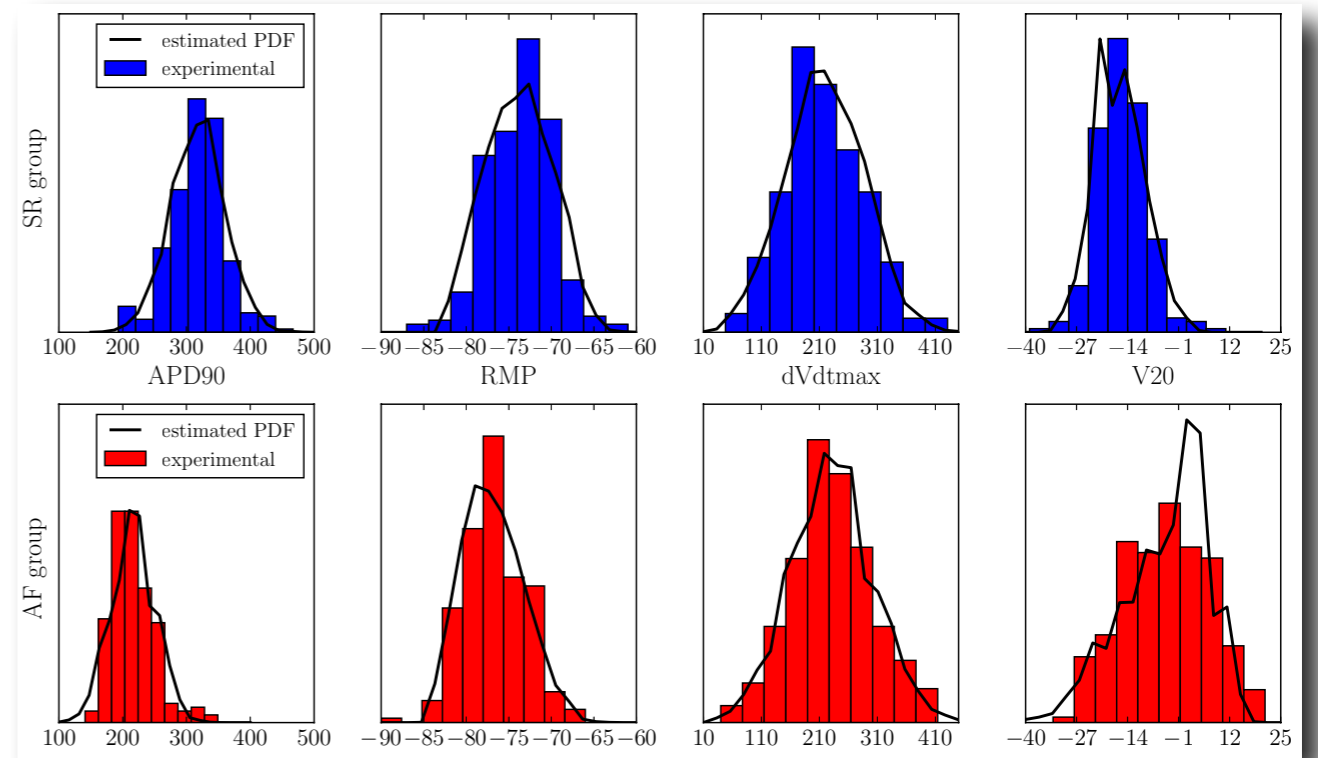 estimated PDF
experimental
SR group
100 200 300 400 500
−90 −85 −80 −75 −70 −65 −60
10 110 210 310 410
−40 −27 −14 −1 12 25
APD90
RMP
dVdtmax
V20
estimated PDF
experimental
AF group
100 200 300 400 500
−90 −85 −80 −75 −70 −65 −60
10 110 210 310 410
−40 −27 −14 −1 12 25